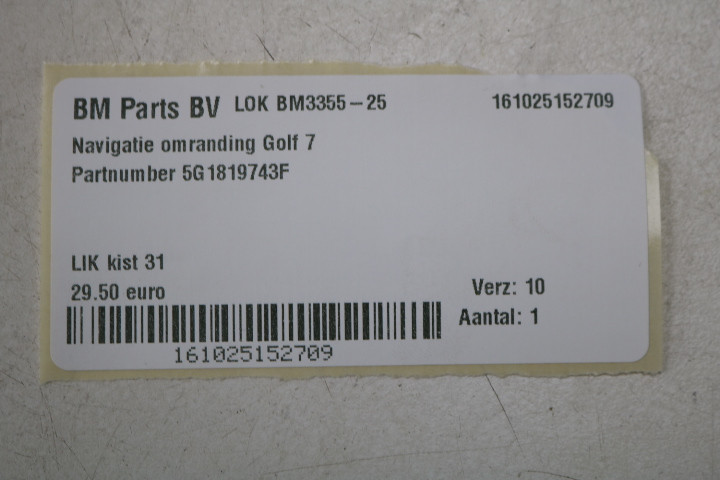 BM Parts BV LOK BM3355-25 161025152709
Navigatie omranding Golf 7
Partnumber 5G1819743F
LIK kist 31
29.50 euro Verz: 10
Aantal: 1
161025152709